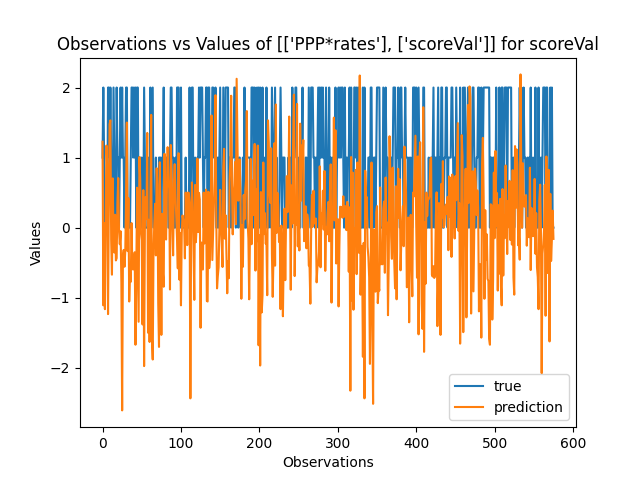 Observations vs Values of [['PPP*rates'], ['scoreVal']] for scoreVal
2
1
0
−1
−2
Values
0 100 200 300 400 500 600
Observations
true
prediction